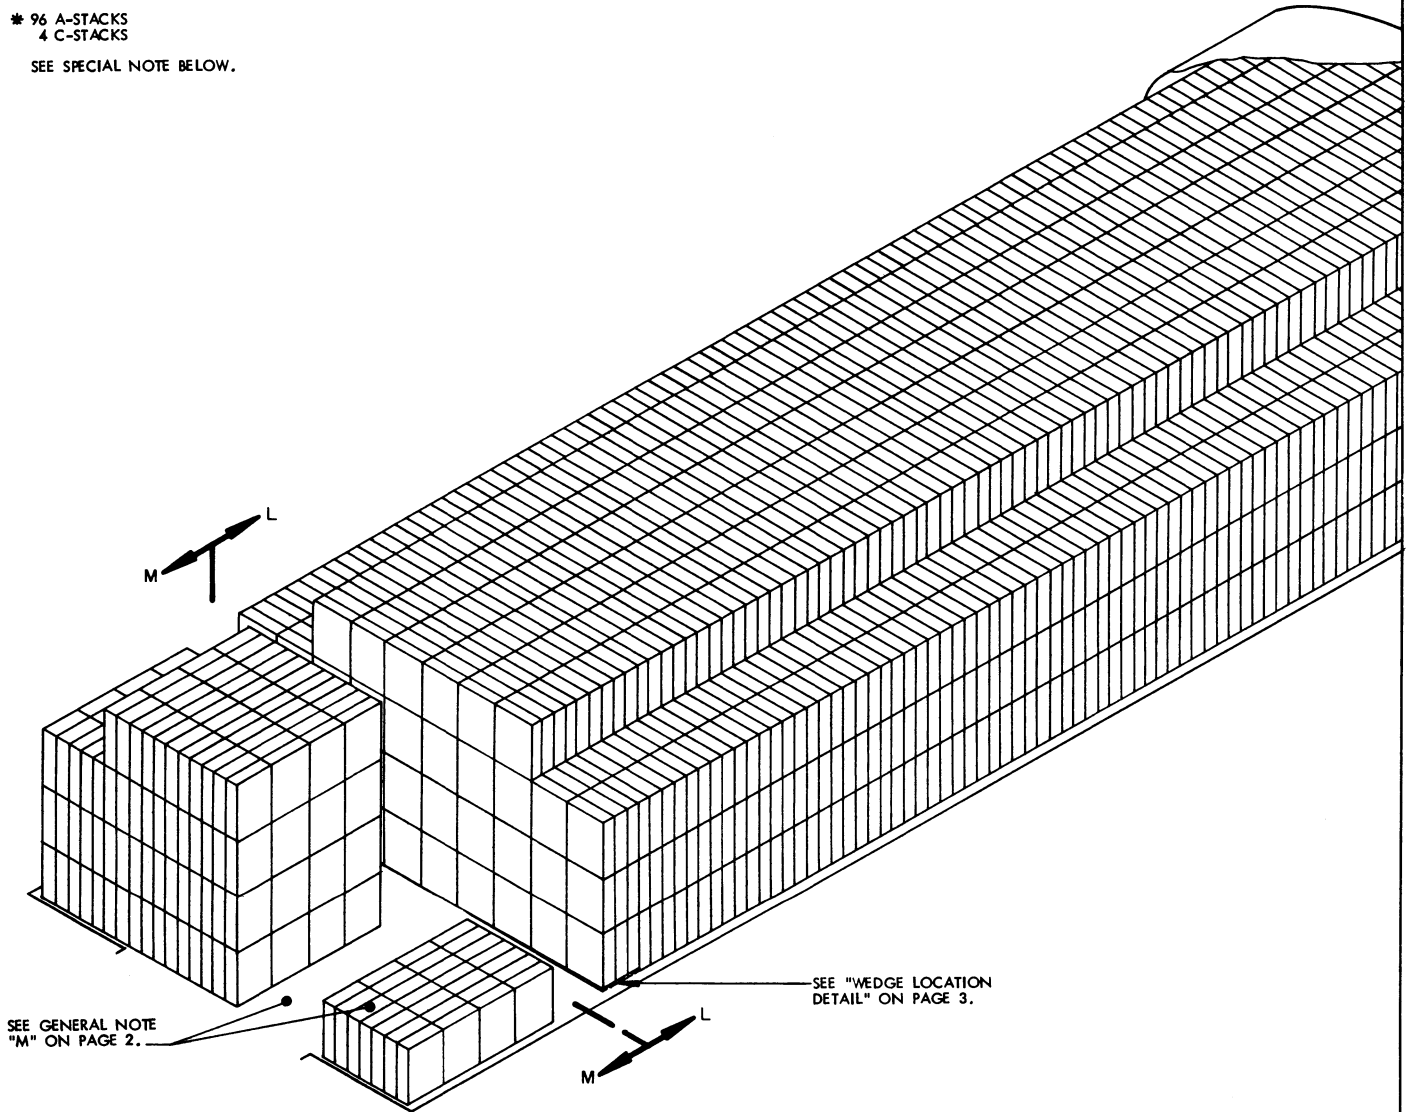 * 96 A-STACKS
4 C-STACKS
SEE SPECIAL NOTE BELOW.
L
M
SEE "WEDGE LOCATION
DETAIL" ON PAGE 3.
L
SEE GENERAL NOTE
"M" ON PAGE 2.
M